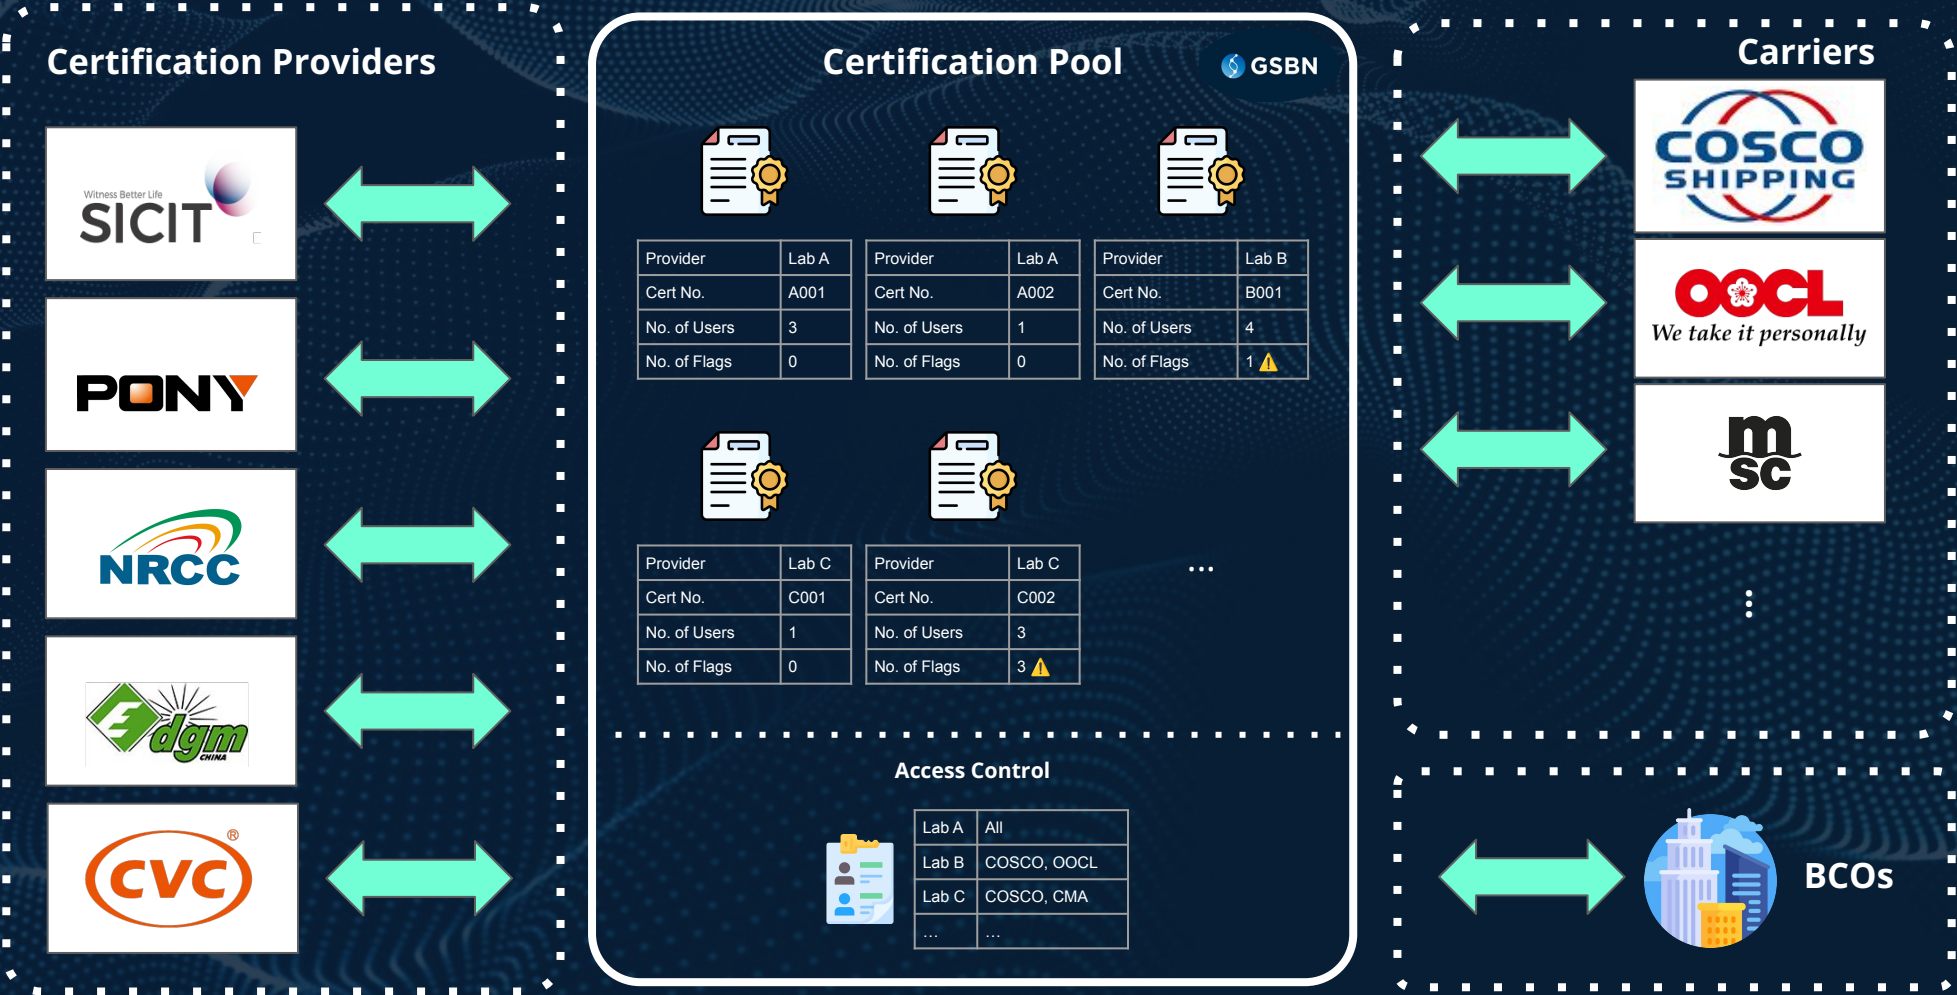 Certification Providers
Witness Better Life
SICIT
PONY
NRCC
E dgm
CHINA
CVC ®
Certification Pool
GSBN
Provider Lab A
Cert No. A001
No. of Users 3
No. of Flags 0
Provider Lab A
Cert No. A002
No. of Users 1
No. of Flags 0
Provider Lab B
Cert No. B001
No. of Users 4
No. of Flags 1
Provider Lab C
Cert No. C001
No. of Users 1
No. of Flags 0
Provider Lab C
Cert No. C002
No. of Users 3
No. of Flags 3
...
Access Control
Lab A All
Lab B COSCO, OOCL
Lab C COSCO, CMA
... ...
Carriers
COSCO
SHIPPING
OOCL
We take it personally
msc
...
BCOs